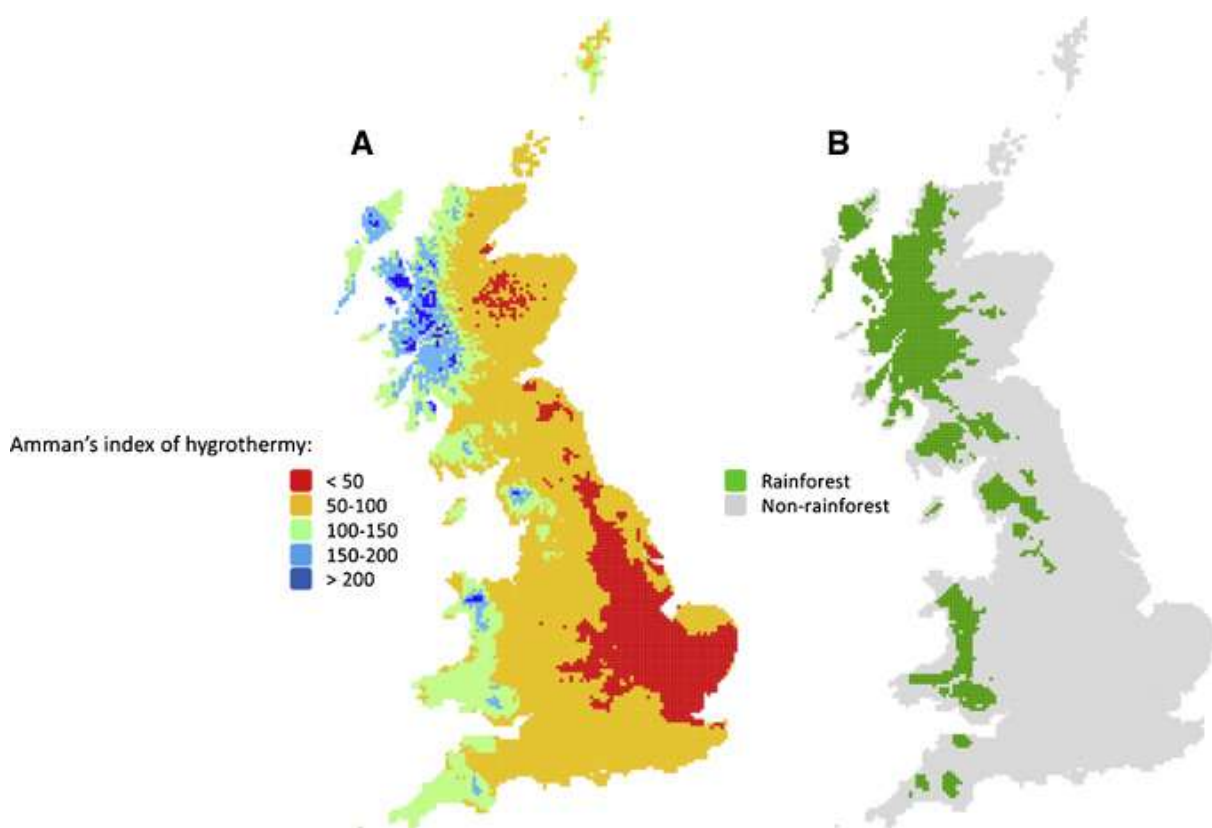 A
B
Amman's index of hygrothermy:
< 50
50-100
100-150
150-200
> 200
Rainforest
Non-rainforest